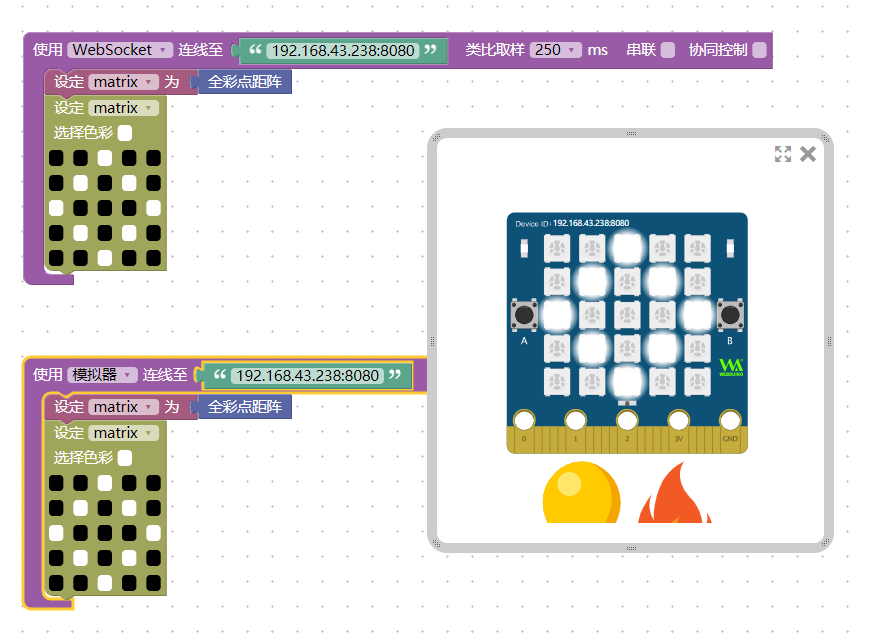 使用 WebSocket 连线至 “ 192.168.43.238:8080 ” 类比取样 250 ms 串联 协同控制
设定 matrix 为 全彩点距阵
设定 matrix
选择色彩
Device ID: 192.168.43.238:8080
A B
WEBDUINO
0 1 2 3V GND
使用 模拟器 连线至 “ 192.168.43.238:8080 ”
设定 matrix 为 全彩点距阵
设定 matrix
选择色彩